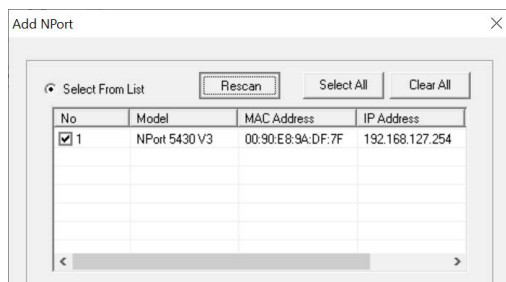 Add NPort
Select From List Rescan Select All Clear All
No Model MAC Address IP Address
1 NPort 5430 V3 00:90:E8:9A:DF:7F 192.168.127.254